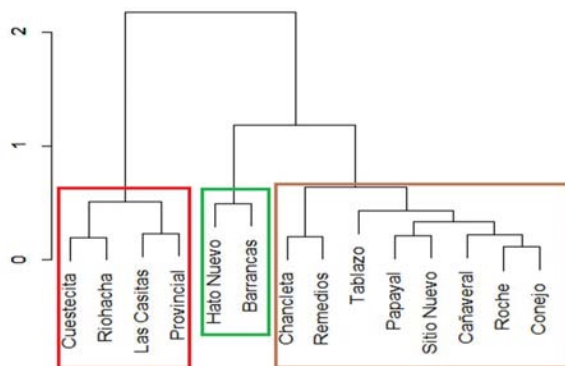 2
1
0
Cuestecita
Riohacha
Las Casitas
Provincial
Hato Nuevo
Barrancas
Chancleta
Remedios
Tablazo
Papayal
Sitio Nuevo
Cañaveral
Roche
Conejo